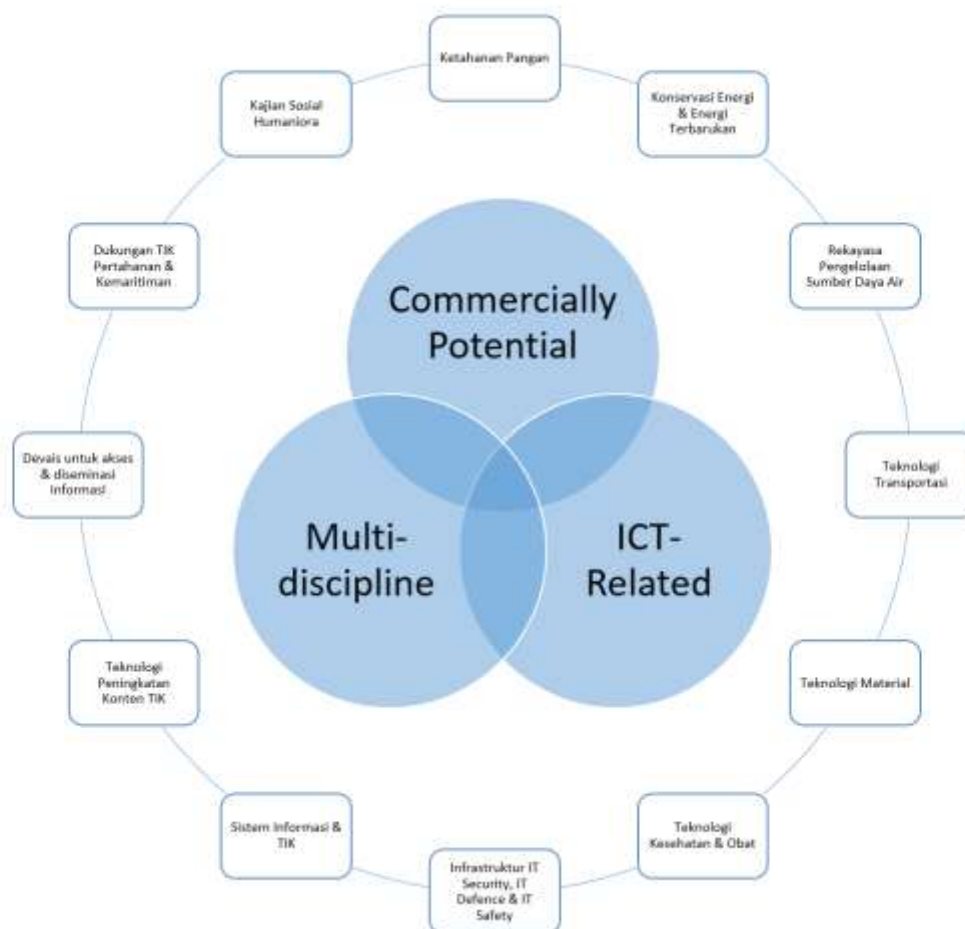 Ketahanan Pangan
Konservasi Energi
& Energi
Terbarukan
Rekayasa
Pengelolaan
Sumber Daya Air
Teknologi
Transportasi
Teknologi Material
Teknologi
Kesehatan & Obat
Infrastruktur IT
Security, IT
Defence & IT
Safety
Sistem Informasi &
TIK
Teknologi
Peningkatan
Konten TIK
Devais untuk akses
& diseminasi
Informasi
Dukungan TIK
Pertahanan &
Kemaritiman
Kajian Sosial
Humaniora
Commercially
Potential
Multi-
discipline
ICT-
Related